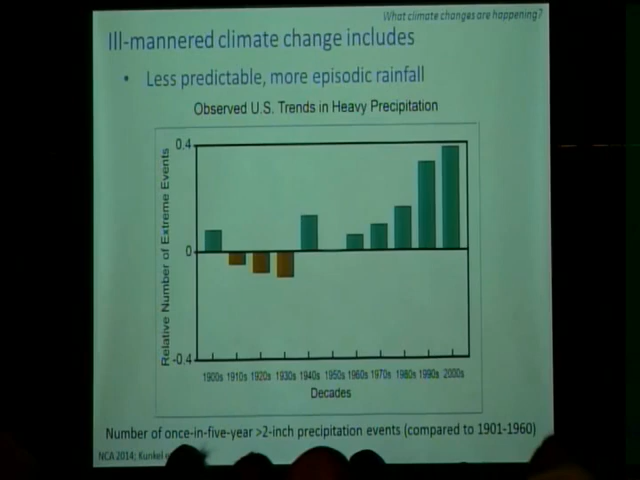 What climate changes are happening?
Ill-mannered climate change includes
• Less predictable, more episodic rainfall
Observed U.S. Trends in Heavy Precipitation
Relative Number of Extreme Events
0.4
0
-0.4
1900s 1910s 1920s 1930s 1940s 1950s 1960s 1970s 1980s 1990s 2000s
Decades
Number of once-in-five-year >2-inch precipitation events (compared to 1901-1960)
NCA 2014; Kunkel